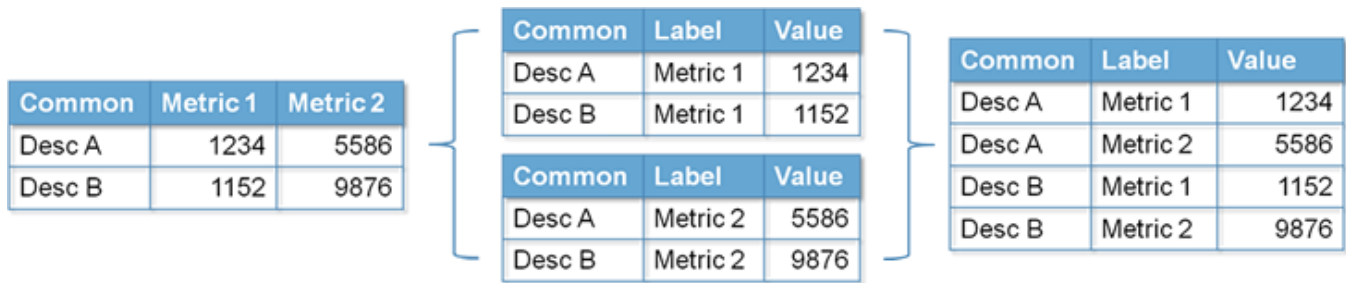 Common Metric 1 Metric 2
Desc A 1234 5586
Desc B 1152 9876
Common Label Value
Desc A Metric 1 1234
Desc B Metric 1 1152
Common Label Value
Desc A Metric 2 5586
Desc B Metric 2 9876
Common Label Value
Desc A Metric 1 1234
Desc A Metric 2 5586
Desc B Metric 1 1152
Desc B Metric 2 9876